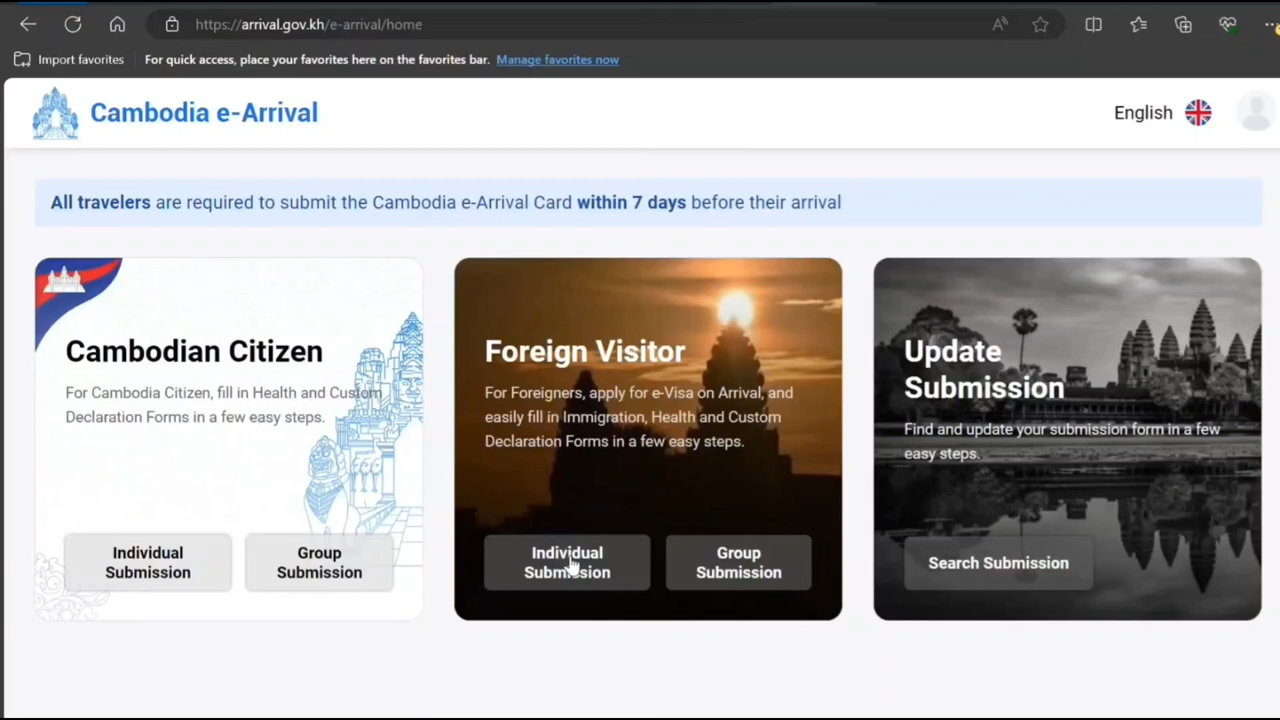 https://arrival.gov.kh/e-arrival/home
Import favorites
For quick access, place your favorites here on the favorites bar. Manage favorites now
Cambodia e-Arrival
English
All travelers are required to submit the Cambodia e-Arrival Card within 7 days before their arrival
Cambodian Citizen
For Cambodia Citizen, fill in Health and Custom
Declaration Forms in a few easy steps.
Individual
Submission
Group
Submission
Foreign Visitor
For Foreigners, apply for e-Visa on Arrival, and
easily fill in Immigration, Health and Custom
Declaration Forms in a few easy steps.
Individual
Submission
Group
Submission
Update
Submission
Find and update your submission form in a few
easy steps.
Search Submission